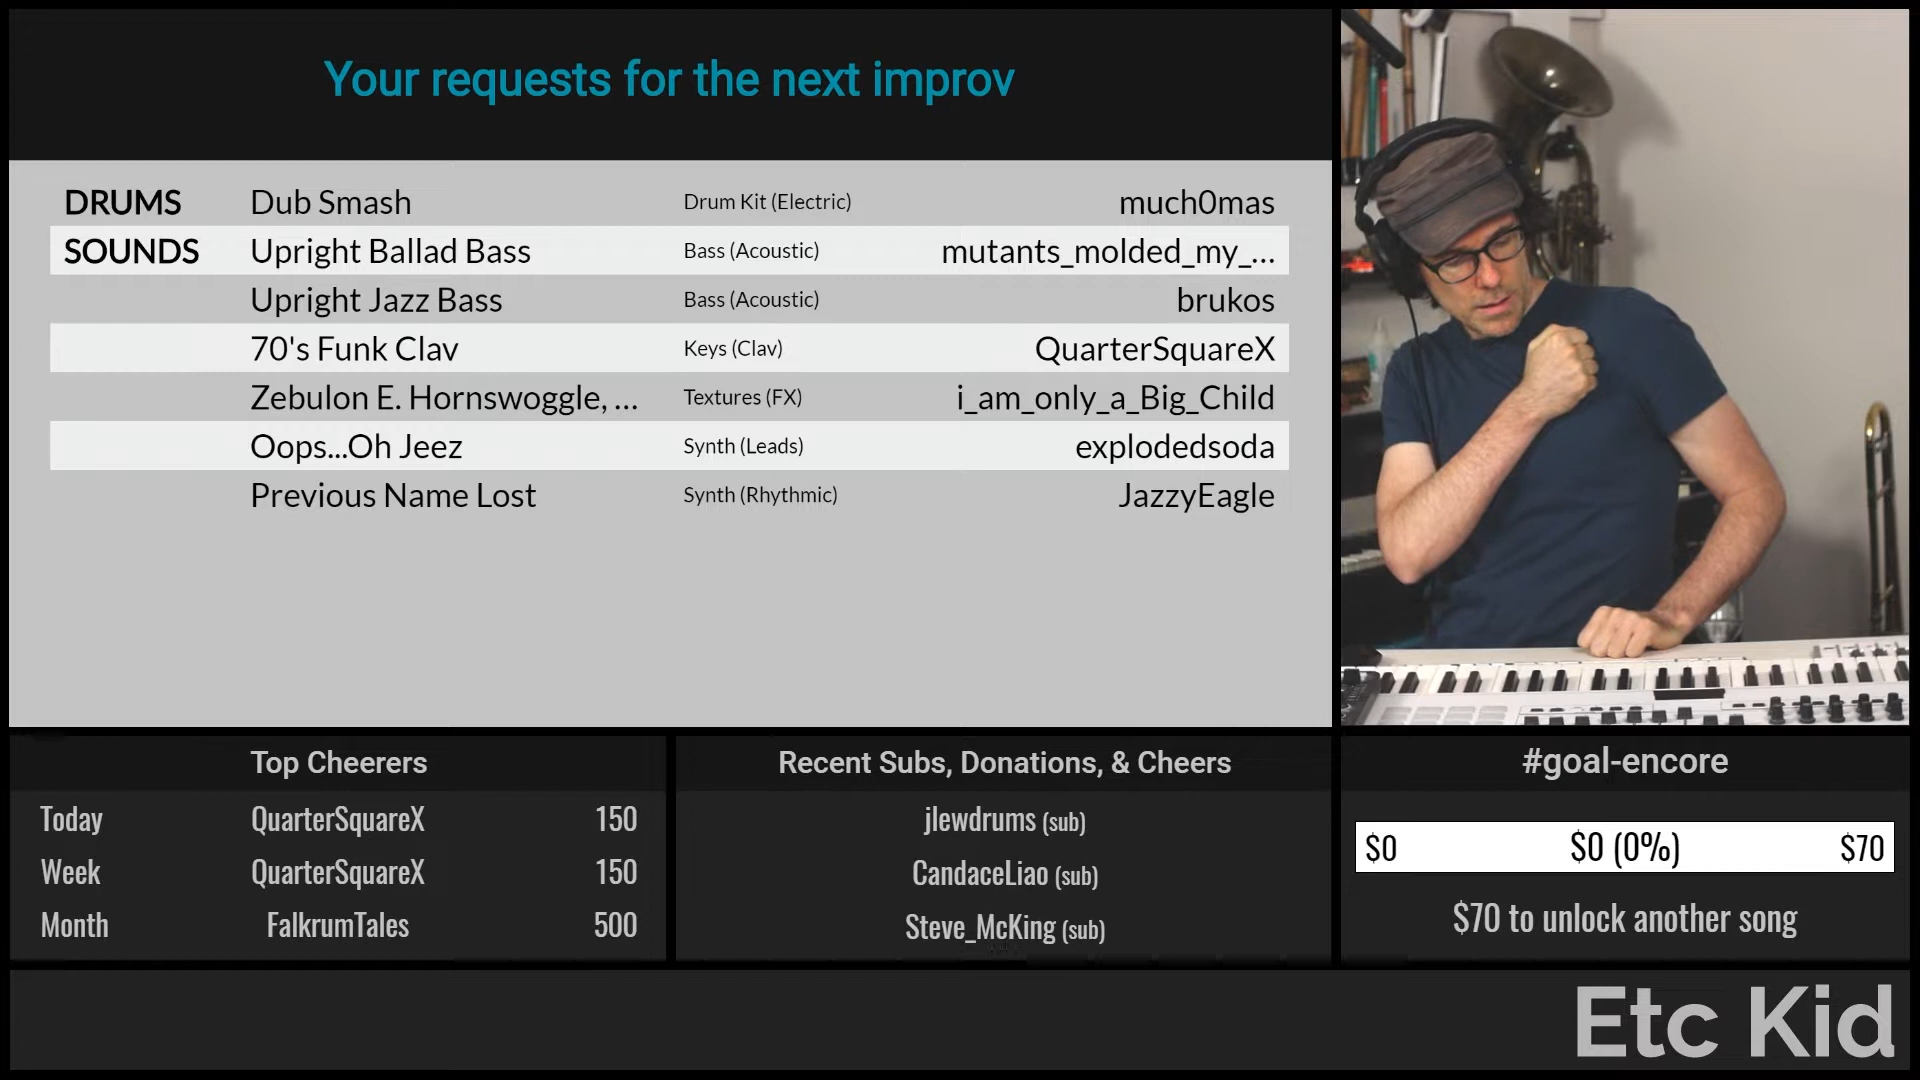 Your requests for the next improv
DRUMS Dub Smash Drum Kit (Electric) much0mas
SOUNDS Upright Ballad Bass Bass (Acoustic) mutants_molded_my_...
Upright Jazz Bass Bass (Acoustic) brukos
70's Funk Clav Keys (Clav) QuarterSquareX
Zebulon E. Hornswoggle, ... Textures (FX) i_am_only_a_Big_Child
Oops...Oh Jeez Synth (Leads) explodedsoda
Previous Name Lost Synth (Rhythmic) JazzyEagle
Top Cheerers
Today QuarterSquareX 150
Week QuarterSquareX 150
Month FalkrumTales 500
Recent Subs, Donations, & Cheers
jlewdrums (sub)
CandaceLiao (sub)
Steve_McKing (sub)
#goal-encore
$0 $0 (0%) $70
$70 to unlock another song
Etc Kid